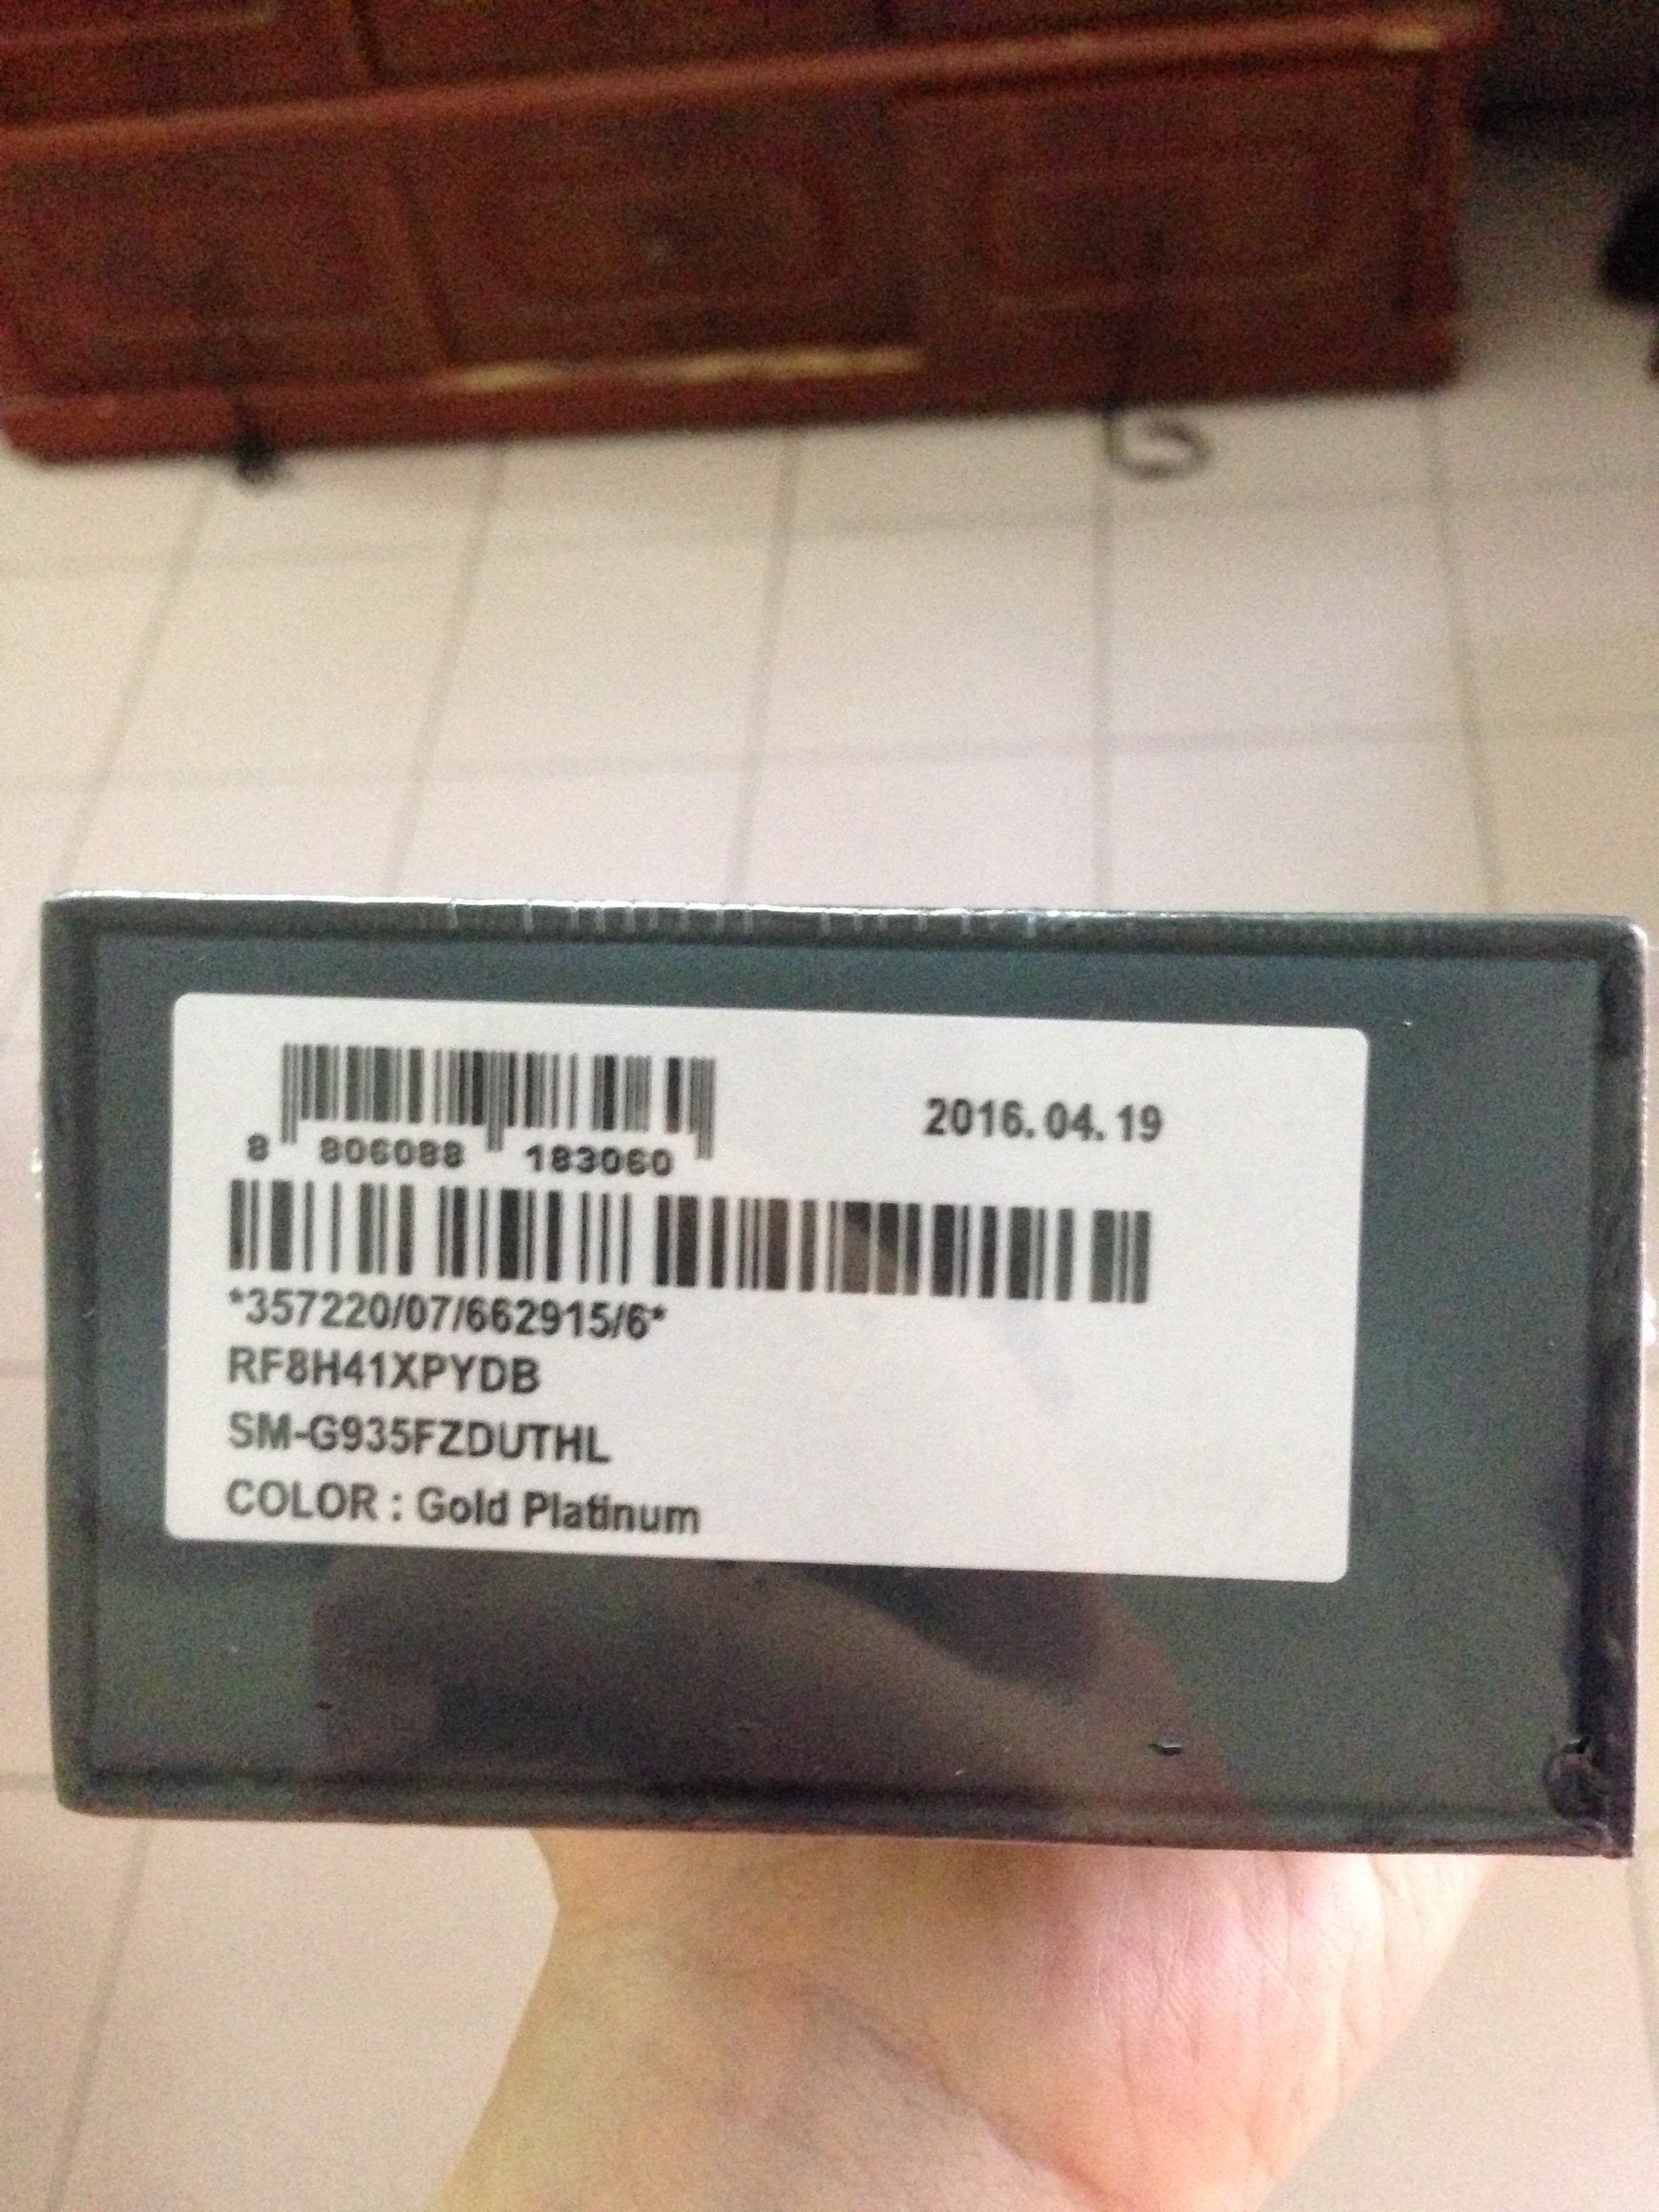 8 806088 183060
2016.04.19
*357220/07/662915/6*
RF8H41XPYDB
SM-G935FZDUTHL
COLOR : Gold Platinum